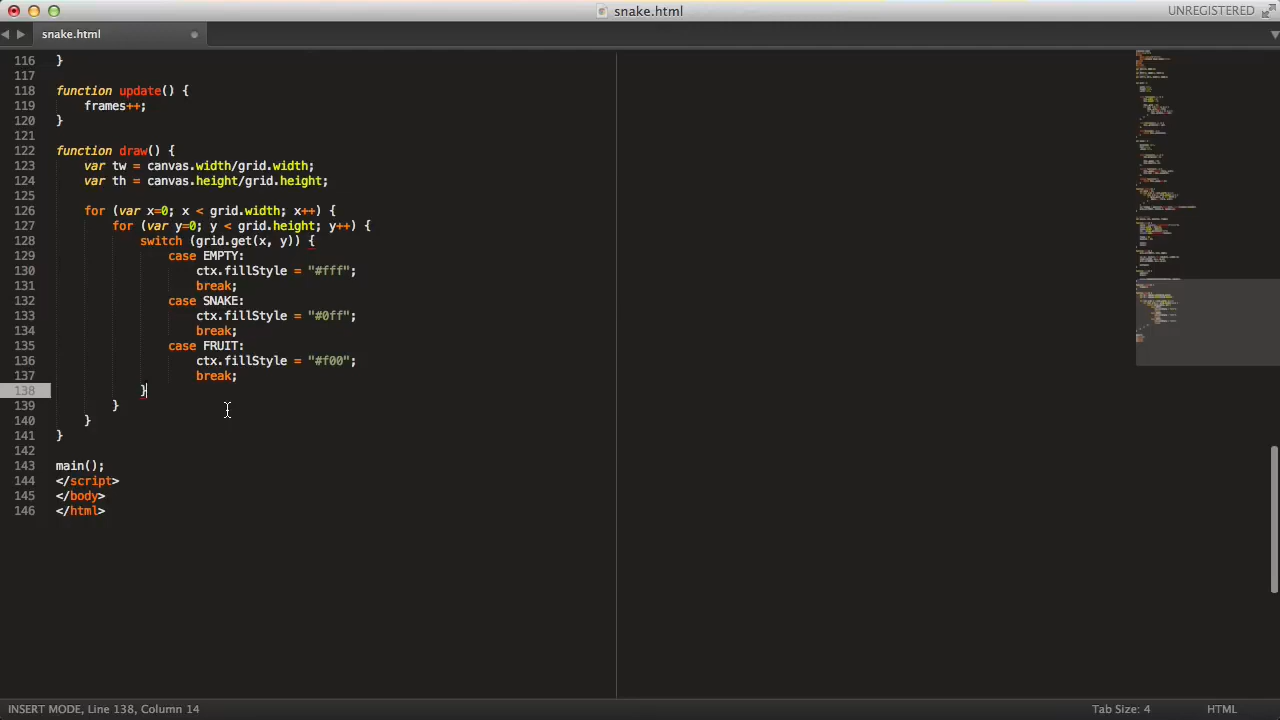 snake.html
UNREGISTERED
snake.html
116 }
117
118 function update() {
119     frames++;
120 }
121
122 function draw() {
123     var tw = canvas.width/grid.width;
124     var th = canvas.height/grid.height;
125
126     for (var x=0; x < grid.width; x++) {
127         for (var y=0; y < grid.height; y++) {
128             switch (grid.get(x, y)) {
129                 case EMPTY:
130                     ctx.fillStyle = "#fff";
131                     break;
132                 case SNAKE:
133                     ctx.fillStyle = "#0ff";
134                     break;
135                 case FRUIT:
136                     ctx.fillStyle = "#f00";
137                     break;
138             }
139         }
140     }
141 }
142
143 main();
144 </script>
145 </body>
146 </html>
INSERT MODE, Line 138, Column 14
Tab Size: 4
HTML